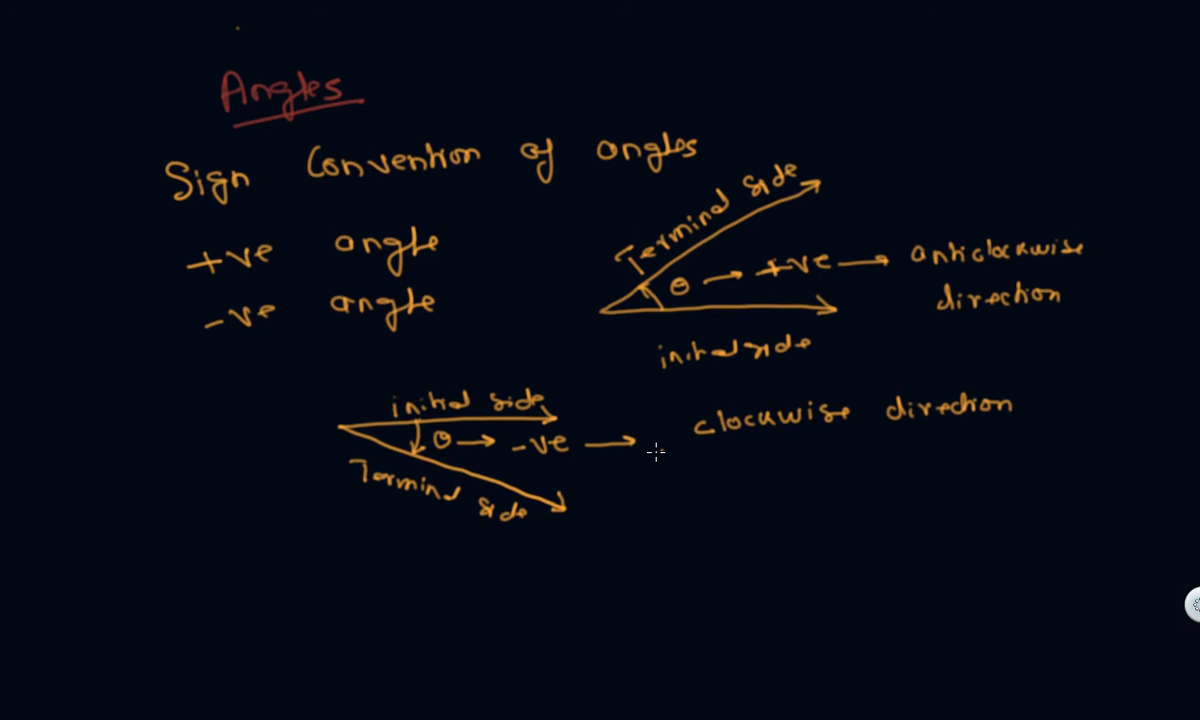 Angles
Sign Convention of angles
+ve angle
-ve angle
Terminal side
θ → +ve → anticlockwise
direction
initial side
initial side
θ → -ve → clockwise direction
Terminal side